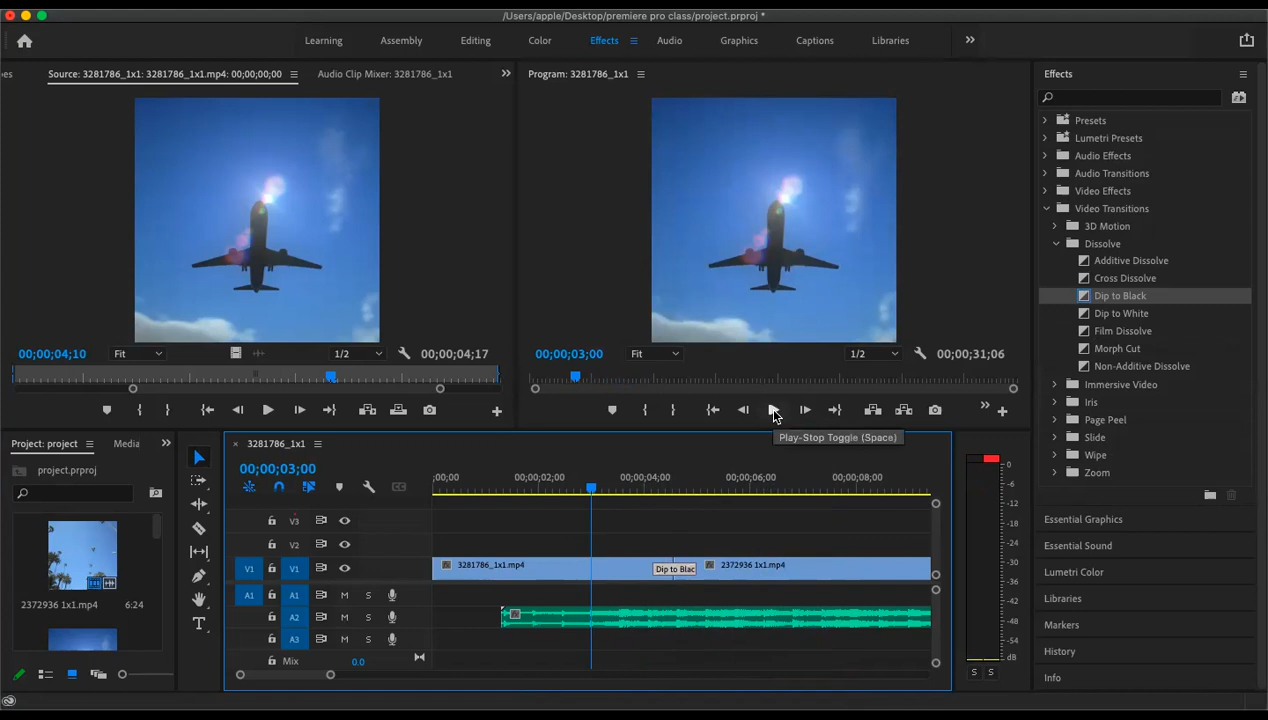 /Users/apple/Desktop/premiere pro class/project.prproj *
Learning Assembly Editing Color Effects Audio Graphics Captions Libraries
Source: 3281786_1x1: 3281786_1x1.mp4: 00;00;00;00
Audio Clip Mixer: 3281786_1x1
Program: 3281786_1x1
00;00;04;10 Fit 1/2 00;00;04;17
00;00;03;00 Fit 1/2 00;00;31;06
Play-Stop Toggle (Space)
Effects
Presets
Lumetri Presets
Audio Effects
Audio Transitions
Video Effects
Video Transitions
3D Motion
Dissolve
Additive Dissolve
Cross Dissolve
Dip to Black
Dip to White
Film Dissolve
Morph Cut
Non-Additive Dissolve
Immersive Video
Iris
Page Peel
Slide
Wipe
Zoom
Essential Graphics
Essential Sound
Lumetri Color
Libraries
Markers
History
Info
Project: project Media
project.prproj
2372936 1x1.mp4 6:24
3281786_1x1
00;00;03;00
;00;00 00;00;02;00 00;00;04;00 00;00;06;00 00;00;08;00
V3
V2
V1 V1 3281786_1x1.mp4 Dip to Blac 2372936 1x1.mp4
A1 A1 M S
A2 M S
A3 M S
Mix 0.0
0
-6
-12
-18
-24
-30
-36
-42
-48
-54
dB
S S